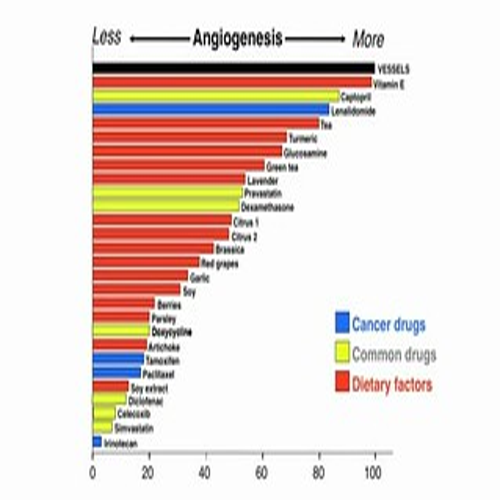 Less Angiogenesis More
VESSELS
Vitamin E
Captopril
Lenalidomide
Tea
Turmeric
Glucosamine
Green tea
Lavender
Pravastatin
Dexamethasone
Citrus 1
Citrus 2
Brassica
Red grapes
Garlic
Soy
Berries
Parsley
Doxycycline
Artichoke
Tamoxifen
Paclitaxel
Soy extract
Diclofenac
Celecoxib
Simvastatin
Irinotecan
Cancer drugs
Common drugs
Dietary factors
0 20 40 60 80 100